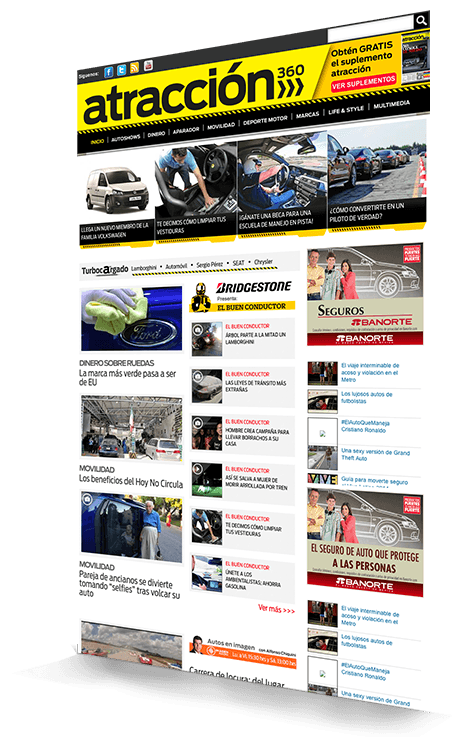 Síguenos:
Obtén GRATIS
el suplemento
atracción
VER SUPLEMENTOS
atracción 360 >>>
INICIO
AUTOSHOWS
DINERO
APARADOR
MOVILIDAD
DEPORTE MOTOR
MARCAS
LIFE & STYLE
MULTIMEDIA
LLEGA UN NUEVO MIEMBRO DE LA
FAMILIA VOLKSWAGEN
TE DECIMOS CÓMO LIMPIAR TUS
VESTIDURAS
¡GÁNATE UNA BECA PARA UNA
ESCUELA DE MANEJO EN PISTA!
¿CÓMO CONVERTIRTE EN UN
PILOTO DE VERDAD?
Turbocargado
Lamborghini
Automóvil
Sergio Pérez
SEAT
Chrysler
Ford
DINERO SOBRE RUEDAS
La marca más verde pasa a ser
de EU
MOVILIDAD
Los beneficios del Hoy No Circula
MOVILIDAD
Pareja de ancianos se divierte
tomando "selfies" tras volcar su
auto
BRIDGESTONE
Presenta:
EL BUEN CONDUCTOR
EL BUEN CONDUCTOR
ÁRBOL PARTE A LA MITAD UN
LAMBORGHINI
EL BUEN CONDUCTOR
LAS LEYES DE TRÁNSITO MÁS
EXTRAÑAS
EL BUEN CONDUCTOR
HOMBRE CREA CAMPAÑA PARA
LLEVAR BORRACHOS A SU
CASA
EL BUEN CONDUCTOR
ASÍ SE SALVA A MUJER DE
MORIR ARROLLADA POR TREN
EL BUEN CONDUCTOR
TE DECIMOS CÓMO LIMPIAR
TUS VESTIDURAS
EL BUEN CONDUCTOR
ÚNETE A LOS
AMBIENTALISTAS; AHORRA
GASOLINA
Ver más >>>
Autos en Imagen con Alfonso Chiquini
Carrera de locura: del lugar
SEGUROS
BANORTE
El viaje interminable de
acoso y violación en el
Metro
Los lujosos autos de
futbolistas
#ElAutoQueManeja
Cristiano Ronaldo
Una sexy versión de Grand
Theft Auto
VIVE
Guía para moverte seguro
EL SEGURO DE AUTO QUE PROTEGE
A LAS PERSONAS
BANORTE
El viaje interminable de
acoso y violación en el
Metro
Los lujosos autos de
futbolistas
#ElAutoQueManeja
Cristiano Ronaldo
Una sexy versión de Grand